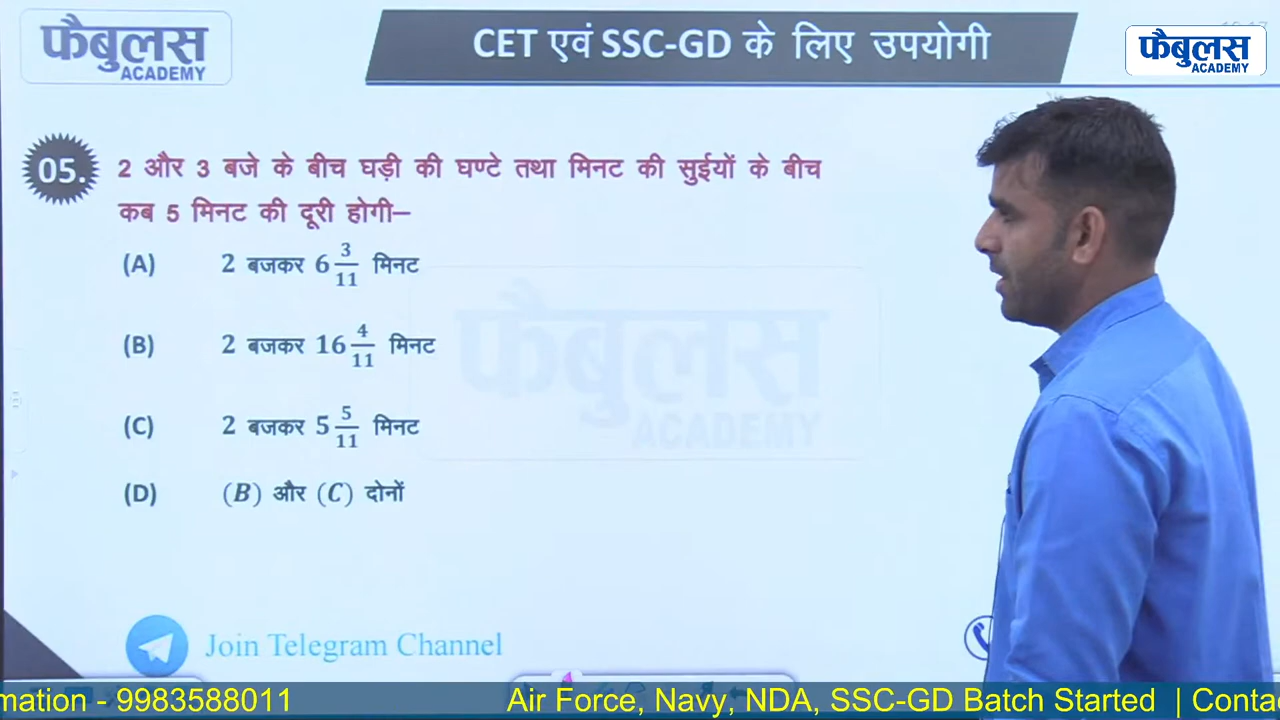 फैबुलस
ACADEMY
CET एवं SSC-GD के लिए उपयोगी
फैबुलस
ACADEMY
05. 2 और 3 बजे के बीच घड़ी की घण्टे तथा मिनट की सुईयों के बीच
कब 5 मिनट की दूरी होगी–
(A) 2 बजकर 6 3/11 मिनट
(B) 2 बजकर 16 4/11 मिनट
(C) 2 बजकर 5 5/11 मिनट
(D) (B) और (C) दोनों
फैबुलस
ACADEMY
Join Telegram Channel
mation - 9983588011 Air Force, Navy, NDA, SSC-GD Batch Started | Conta